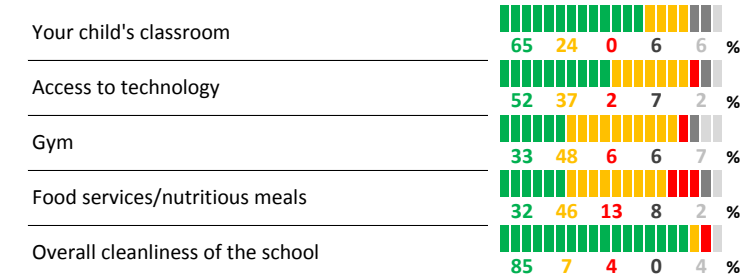 Your child's classroom
65 24 0 6 6 %
Access to technology
52 37 2 7 2 %
Gym
33 48 6 6 7 %
Food services/nutritious meals
32 46 13 8 2 %
Overall cleanliness of the school
85 7 4 0 4 %